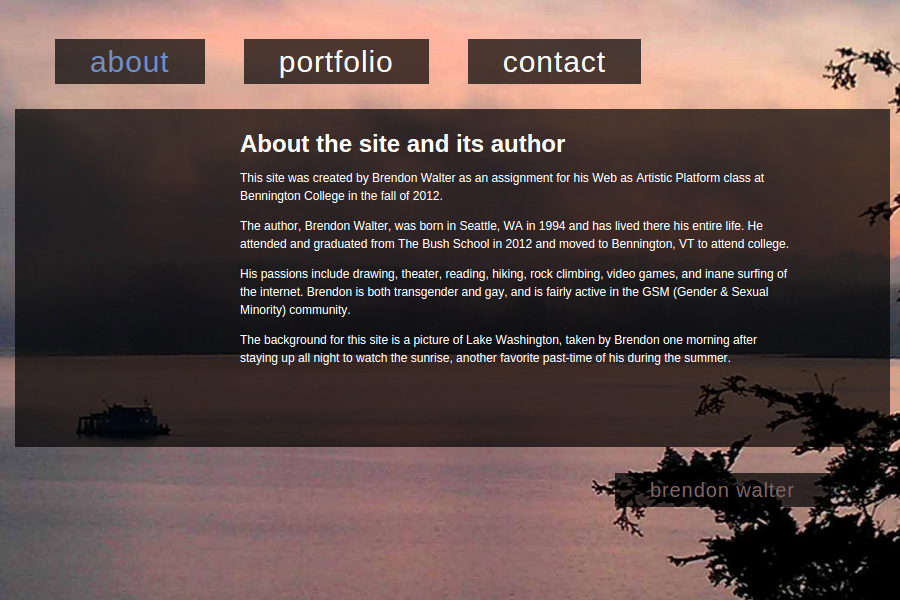 about portfolio contact
About the site and its author
This site was created by Brendon Walter as an assignment for his Web as Artistic Platform class at
Bennington College in the fall of 2012.
The author, Brendon Walter, was born in Seattle, WA in 1994 and has lived there his entire life. He
attended and graduated from The Bush School in 2012 and moved to Bennington, VT to attend college.
His passions include drawing, theater, reading, hiking, rock climbing, video games, and inane surfing of
the internet. Brendon is both transgender and gay, and is fairly active in the GSM (Gender & Sexual
Minority) community.
The background for this site is a picture of Lake Washington, taken by Brendon one morning after
staying up all night to watch the sunrise, another favorite past-time of his during the summer.
brendon walter